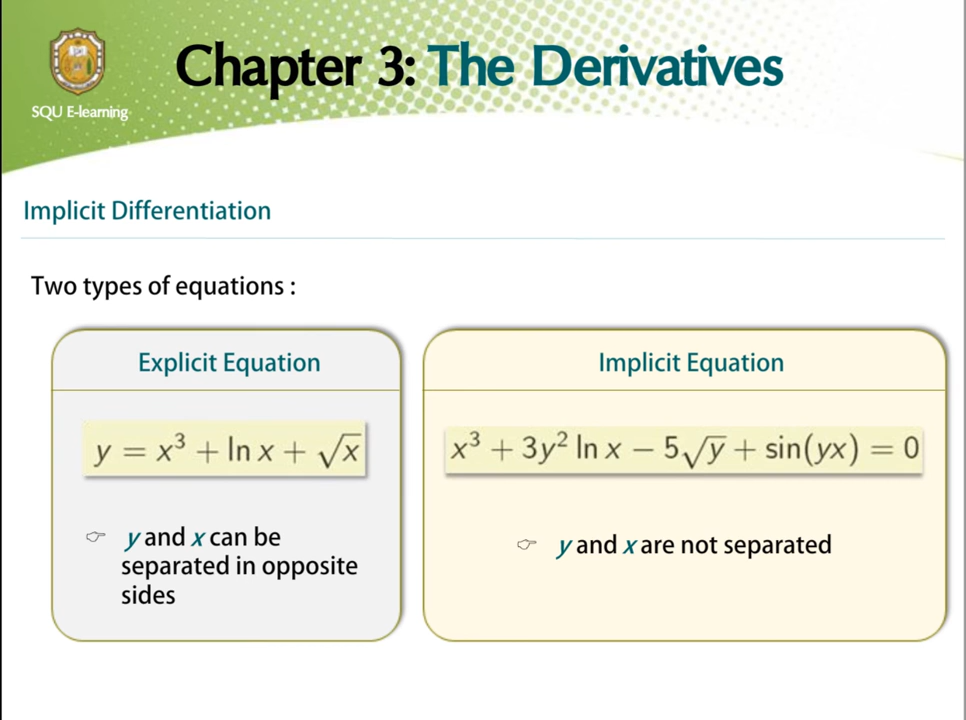 Chapter 3: The Derivatives
SQU E-learning
Implicit Differentiation
Two types of equations :
Explicit Equation
y = x³ + ln x + √x
☞ y and x can be
separated in opposite
sides
Implicit Equation
x³ + 3y² ln x − 5√y + sin(yx) = 0
☞ y and x are not separated